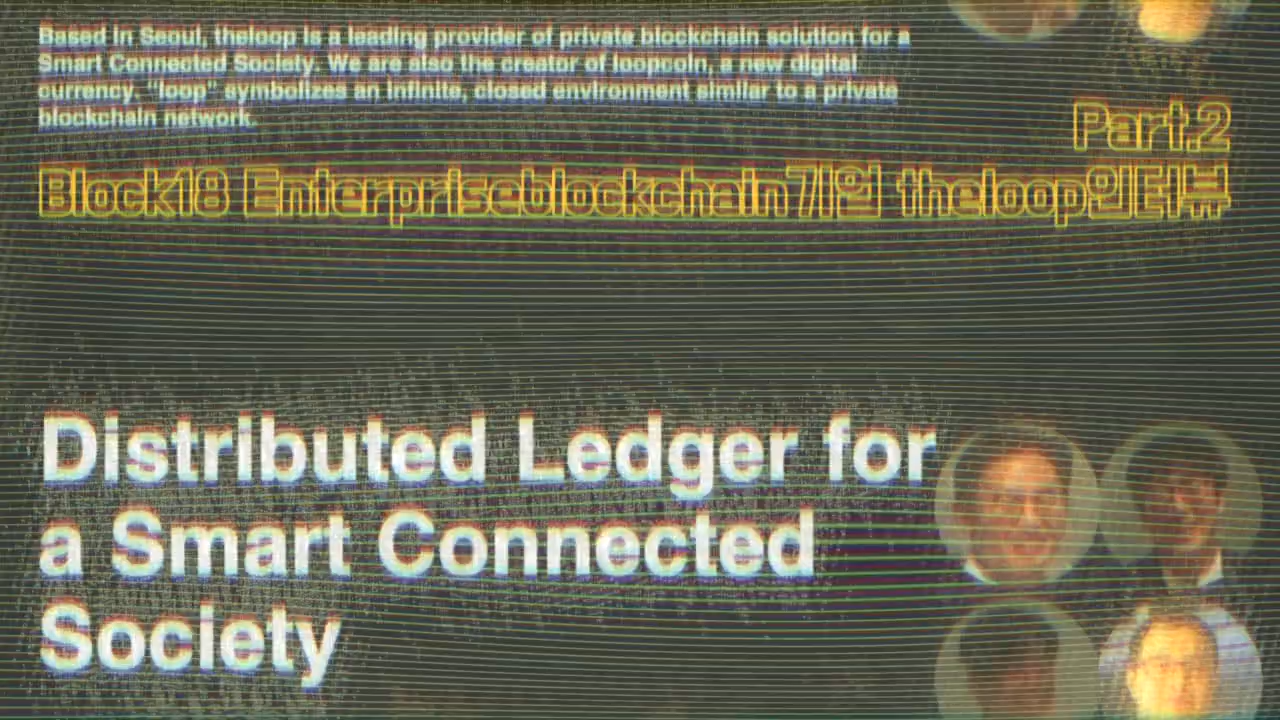 Based in Seoul, theloop is a leading provider of private blockchain solution for a
Smart Connected Society. We are also the creator of loopcoin, a new digital
currency. "loop" symbolizes an infinite, closed environment similar to a private
blockchain network.
Part.2
Block18 Enterpriseblockchain기업 theloop인터뷰
Distributed Ledger for
a Smart Connected
Society